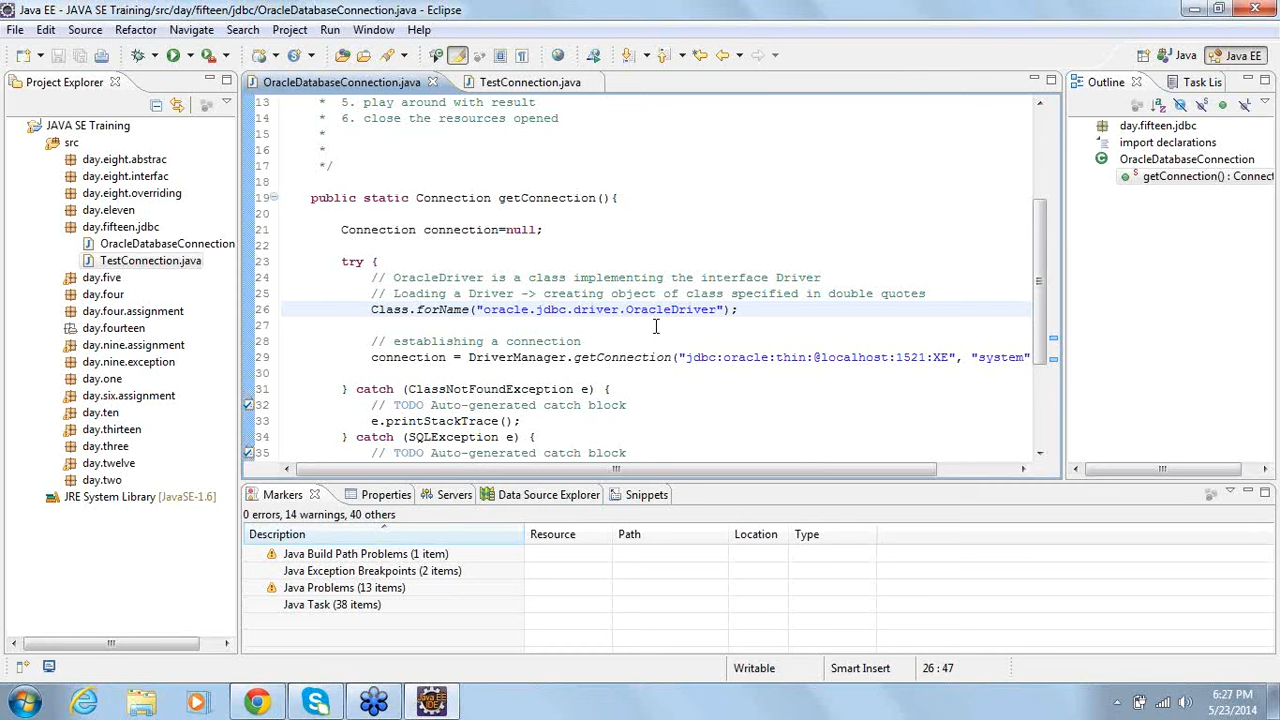 Java EE - JAVA SE Training/src/day/fifteen/jdbc/OracleDatabaseConnection.java - Eclipse
File Edit Source Refactor Navigate Search Project Run Window Help
Java Java EE
Project Explorer
JAVA SE Training
src
day.eight.abstrac
day.eight.interfac
day.eight.overriding
day.eleven
day.fifteen.jdbc
OracleDatabaseConnection
TestConnection.java
day.five
day.four
day.four.assignment
day.fourteen
day.nine.assignment
day.nine.exception
day.one
day.six.assignment
day.ten
day.thirteen
day.three
day.twelve
day.two
JRE System Library [JavaSE-1.6]
OracleDatabaseConnection.java TestConnection.java
13 * 5. play around with result
14 * 6. close the resources opened
15 *
16 *
17 */
18
19 public static Connection getConnection(){
20
21 Connection connection=null;
22
23 try {
24 // OracleDriver is a class implementing the interface Driver
25 // Loading a Driver -> creating object of class specified in double quotes
26 Class.forName("oracle.jdbc.driver.OracleDriver");
27
28 // establishing a connection
29 connection = DriverManager.getConnection("jdbc:oracle:thin:@localhost:1521:XE", "system"
30
31 } catch (ClassNotFoundException e) {
32 // TODO Auto-generated catch block
33 e.printStackTrace();
34 } catch (SQLException e) {
35 // TODO Auto-generated catch block
Outline Task Lis
day.fifteen.jdbc
import declarations
OracleDatabaseConnection
S getConnection() : Connect
Markers Properties Servers Data Source Explorer Snippets
0 errors, 14 warnings, 40 others
Description Resource Path Location Type
Java Build Path Problems (1 item)
Java Exception Breakpoints (2 items)
Java Problems (13 items)
Java Task (38 items)
Writable Smart Insert 26 : 47
6:27 PM
5/23/2014